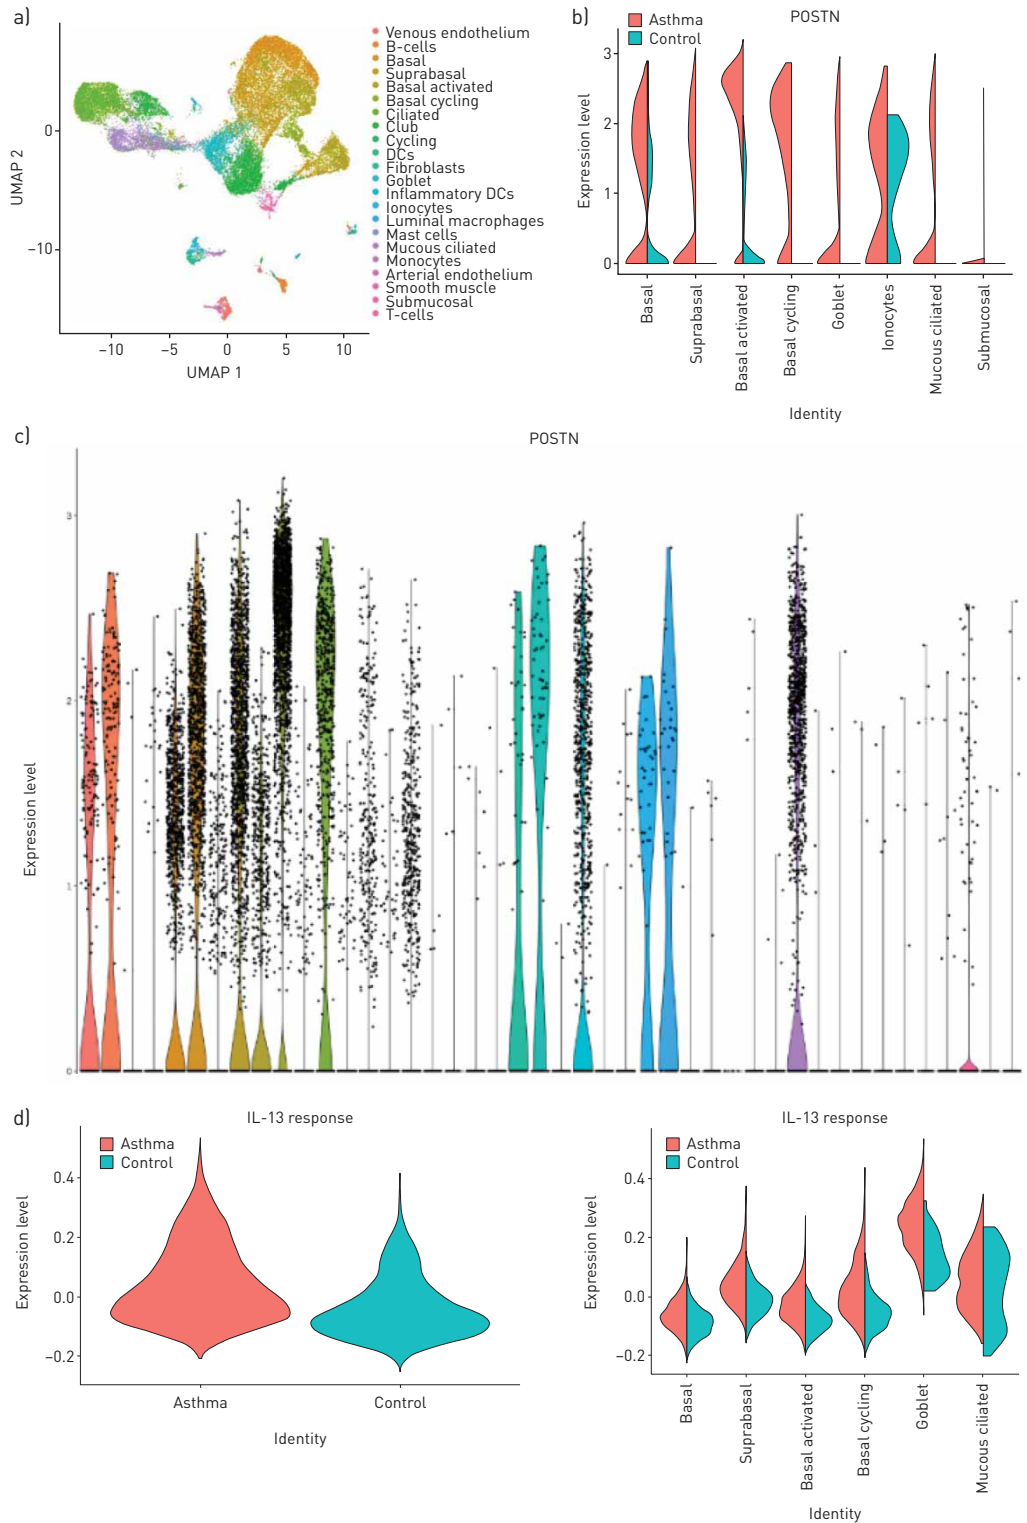 a)
UMAP 2
0
−10
−10
−5
0
5
10
UMAP 1
Venous endothelium
B-cells
Basal
Suprabasal
Basal activated
Basal cycling
Ciliated
Club
Cycling
DCs
Fibroblasts
Goblet
Inflammatory DCs
Ionocytes
Luminal macrophages
Mast cells
Mucous ciliated
Monocytes
Arterial endothelium
Smooth muscle
Submucosal
T-cells
b)
POSTN
Asthma
Control
Expression level
3
2
1
0
Basal
Suprabasal
Basal activated
Basal cycling
Goblet
Ionocytes
Mucous ciliated
Submucosal
Identity
c)
POSTN
Expression level
3
2
1
0
d)
IL-13 response
Asthma
Control
Expression level
0.4
0.2
0.0
−0.2
Asthma
Control
Identity
IL-13 response
Asthma
Control
Expression level
0.4
0.2
0.0
−0.2
Basal
Suprabasal
Basal activated
Basal cycling
Goblet
Mucous ciliated
Identity